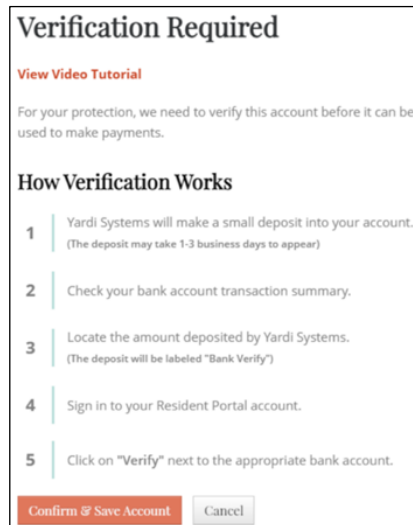 Verification Required
View Video Tutorial
For your protection, we need to verify this account before it can be
used to make payments.
How Verification Works
1
Yardi Systems will make a small deposit into your account.
(The deposit may take 1-3 business days to appear)
2
Check your bank account transaction summary.
3
Locate the amount deposited by Yardi Systems.
(The deposit will be labeled "Bank Verify")
4
Sign in to your Resident Portal account.
5
Click on "Verify" next to the appropriate bank account.
Confirm & Save Account
Cancel